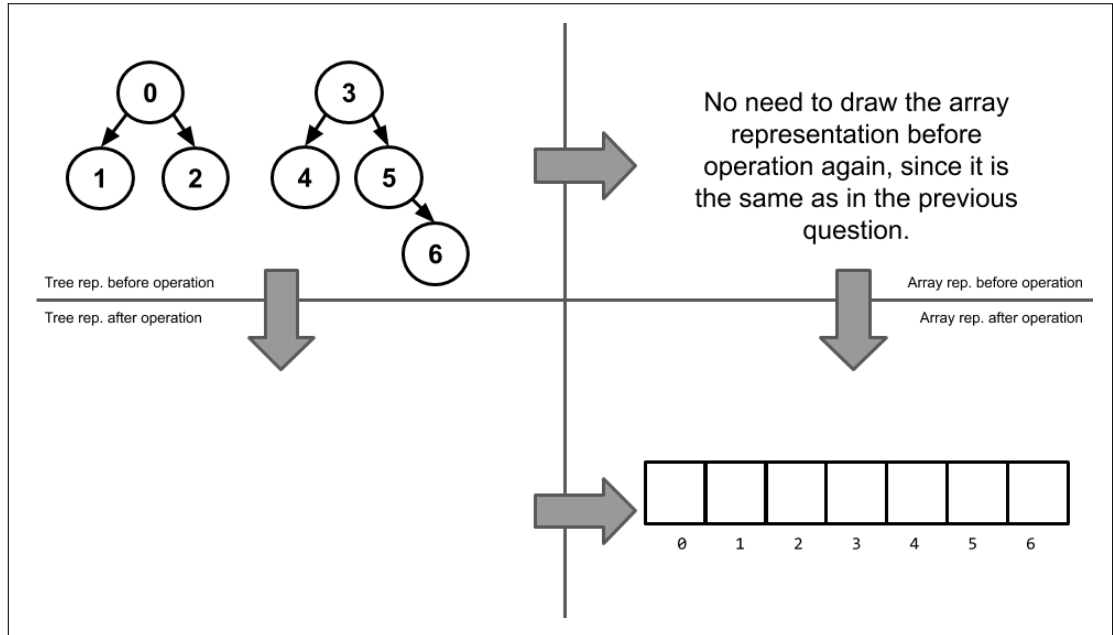 0
3
1
2
4
5
6
No need to draw the array
representation before
operation again, since it is
the same as in the previous
question.
Tree rep. before operation
Array rep. before operation
Tree rep. after operation
Array rep. after operation
0 1 2 3 4 5 6